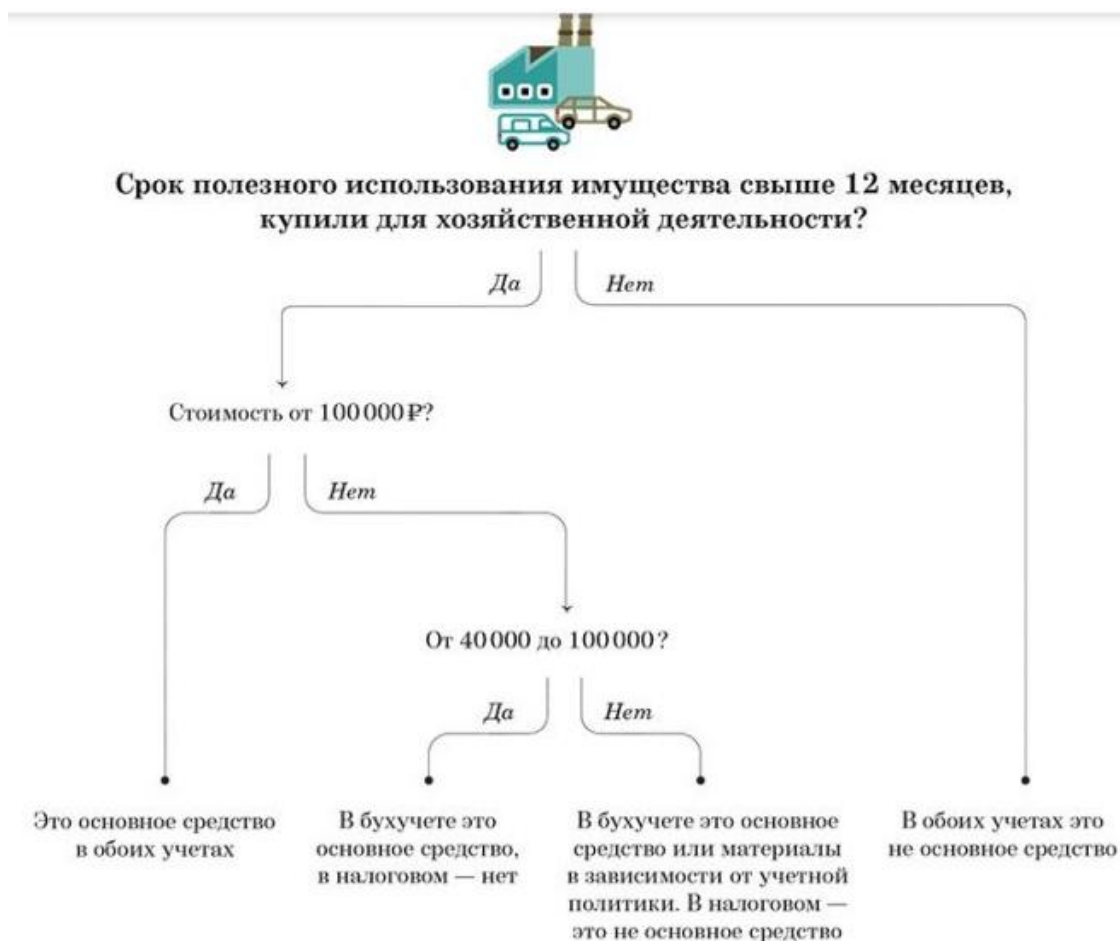 Срок полезного использования имущества свыше 12 месяцев,
купили для хозяйственной деятельности?
Да
Нет
Стоимость от 100 000 ₽?
Да
Нет
От 40 000 до 100 000?
Да
Нет
Это основное средство
в обоих учетах
В бухучете это
основное средство,
в налоговом — нет
В бухучете это основное
средство или материалы
в зависимости от учетной
политики. В налоговом —
это не основное средство
В обоих учетах это
не основное средство